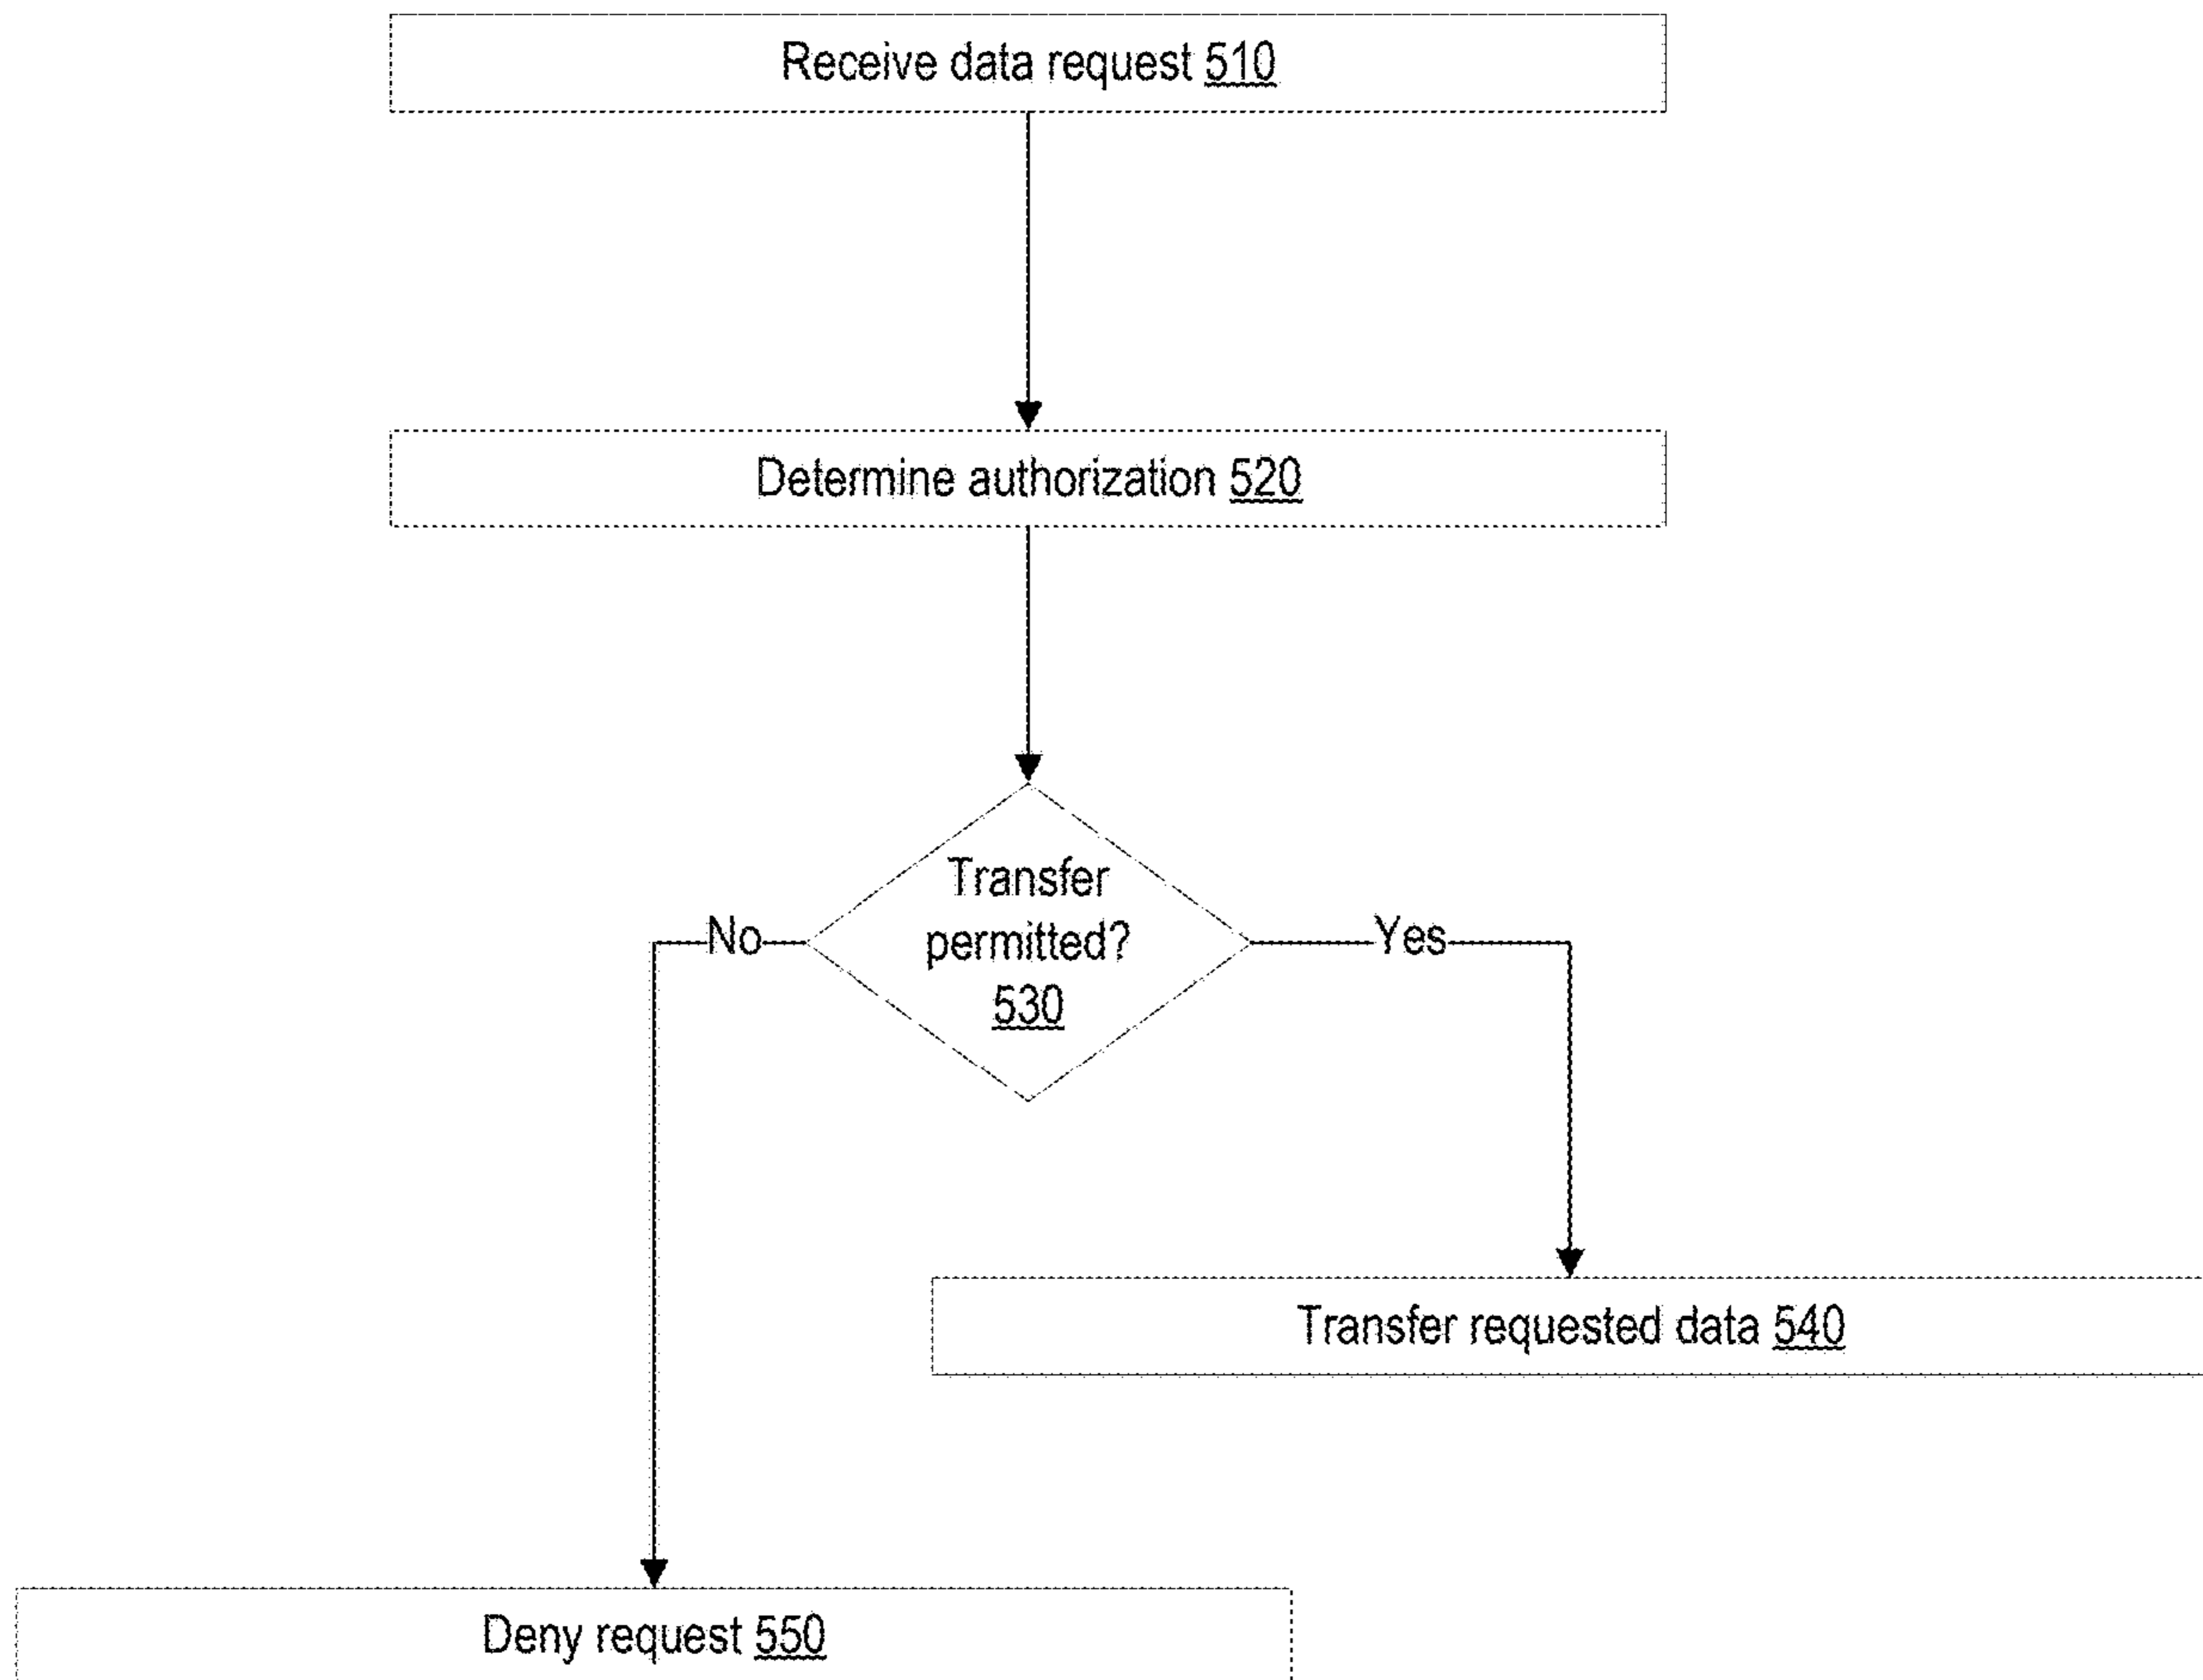 Receive data request 510
Determine authorization 520
Transfer
permitted?
530
No
Yes
Transfer requested data 540
Deny request 550